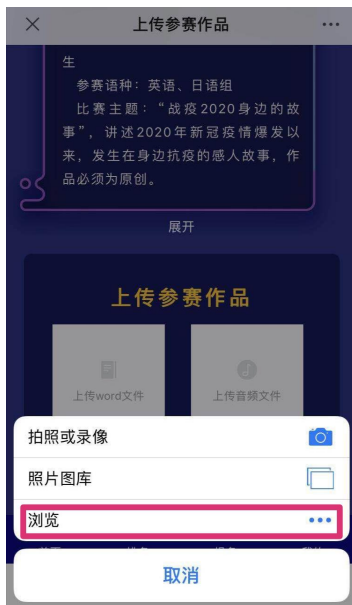 上传参赛作品
生
参赛语种：英语、日语组
比赛主题：“战疫2020身边的故
事”，讲述2020年新冠疫情爆发以
来，发生在身边抗疫的感人故事，作
品必须为原创。
展开
上传参赛作品
上传word文件
上传音频文件
拍照或录像
照片图库
浏览
取消